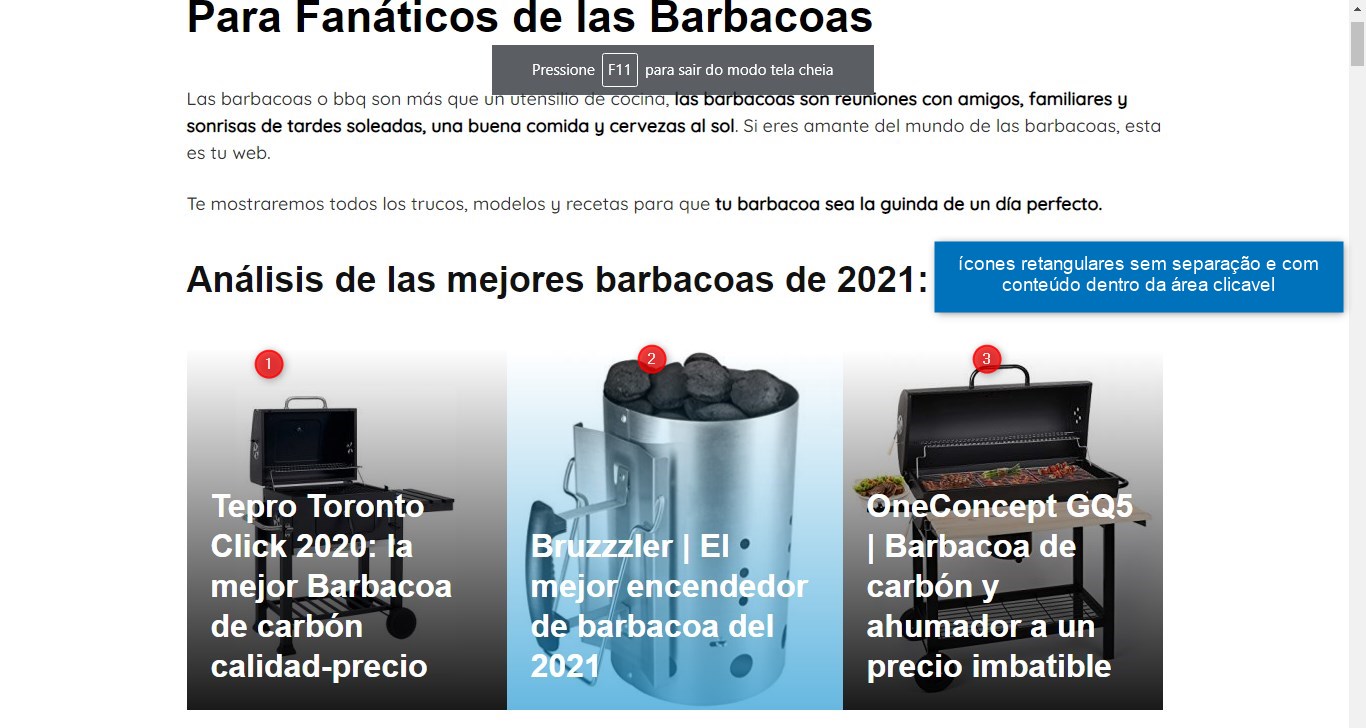 Para Fanáticos de las Barbacoas
Pressione F11 para sair do modo tela cheia
Las barbacoas o bbq son más que un utensilio de cocina, las barbacoas son reuniones con amigos, familiares y
sonrisas de tardes soleadas, una buena comida y cervezas al sol. Si eres amante del mundo de las barbacoas, esta
es tu web.
Te mostraremos todos los trucos, modelos y recetas para que tu barbacoa sea la guinda de un día perfecto.
Análisis de las mejores barbacoas de 2021:
ícones retangulares sem separação e com
conteúdo dentro da área clicavel
1
Tepro Toronto
Click 2020: la
mejor Barbacoa
de carbón
calidad-precio
2
Bruzzzler | El
mejor encendedor
de barbacoa del
2021
3
OneConcept GQ5
| Barbacoa de
carbón y
ahumador a un
precio imbatible